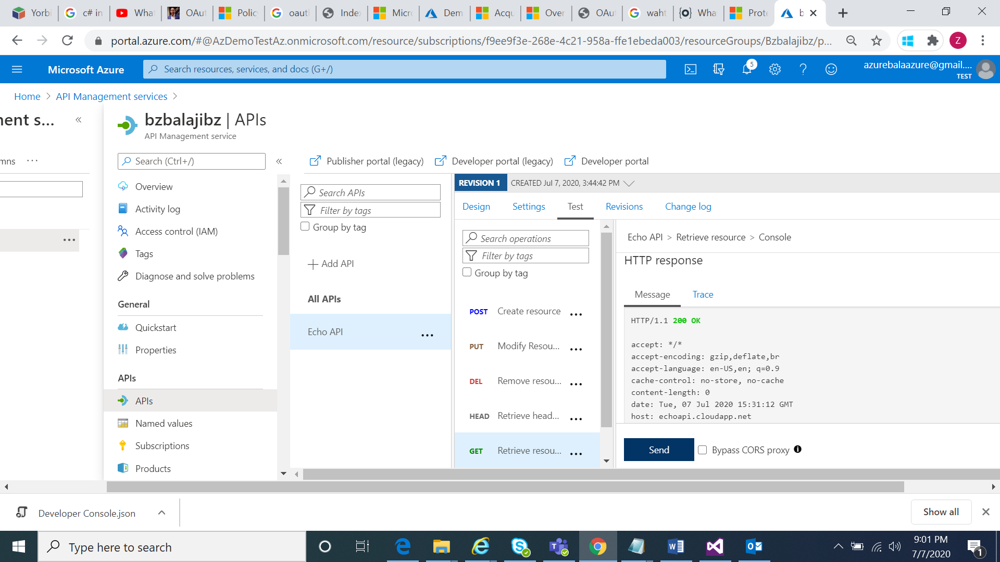 Yorbi
c# in
What
OAut
Policy
oauth
Index
Micro
Dem
Acqu
Over
OAu
waht
Wha
Prote
b
portal.azure.com/#@AzDemoTestAz.onmicrosoft.com/resource/subscriptions/f9ee9f3e-268e-4c21-958a-ffe1ebeda003/resourceGroups/Bzbalajibz/p...
Z
Microsoft Azure
Search resources, services, and docs (G+/)
5
azurebalaazure@gmail....
TEST
Home > API Management services >
nent s...
«
bzbalajibz | APIs
API Management service
mns ...
Search (Ctrl+/)
«
Publisher portal (legacy)
Developer portal (legacy)
Developer portal
Overview
Activity log
Access control (IAM)
Tags
Diagnose and solve problems
General
Quickstart
Properties
APIs
APIs
Named values
Subscriptions
Products
Search APIs
Filter by tags
Group by tag
Add API
All APIs
Echo API ...
REVISION 1 CREATED Jul 7, 2020, 3:44:42 PM
Design
Settings
Test
Revisions
Change log
Search operations
Filter by tags
Group by tag
POST Create resource ...
PUT Modify Resou... ...
DEL Remove resou... ...
HEAD Retrieve head... ...
GET Retrieve resou... ...
Echo API > Retrieve resource > Console
HTTP response
Message
Trace
HTTP/1.1 200 OK
accept: */*
accept-encoding: gzip,deflate,br
accept-language: en-US,en; q=0.9
cache-control: no-store, no-cache
content-length: 0
date: Tue, 07 Jul 2020 15:31:12 GMT
host: echoapi.cloudapp.net
Send
Bypass CORS proxy
Developer Console.json
Show all
Type here to search
9:01 PM
7/7/2020
1